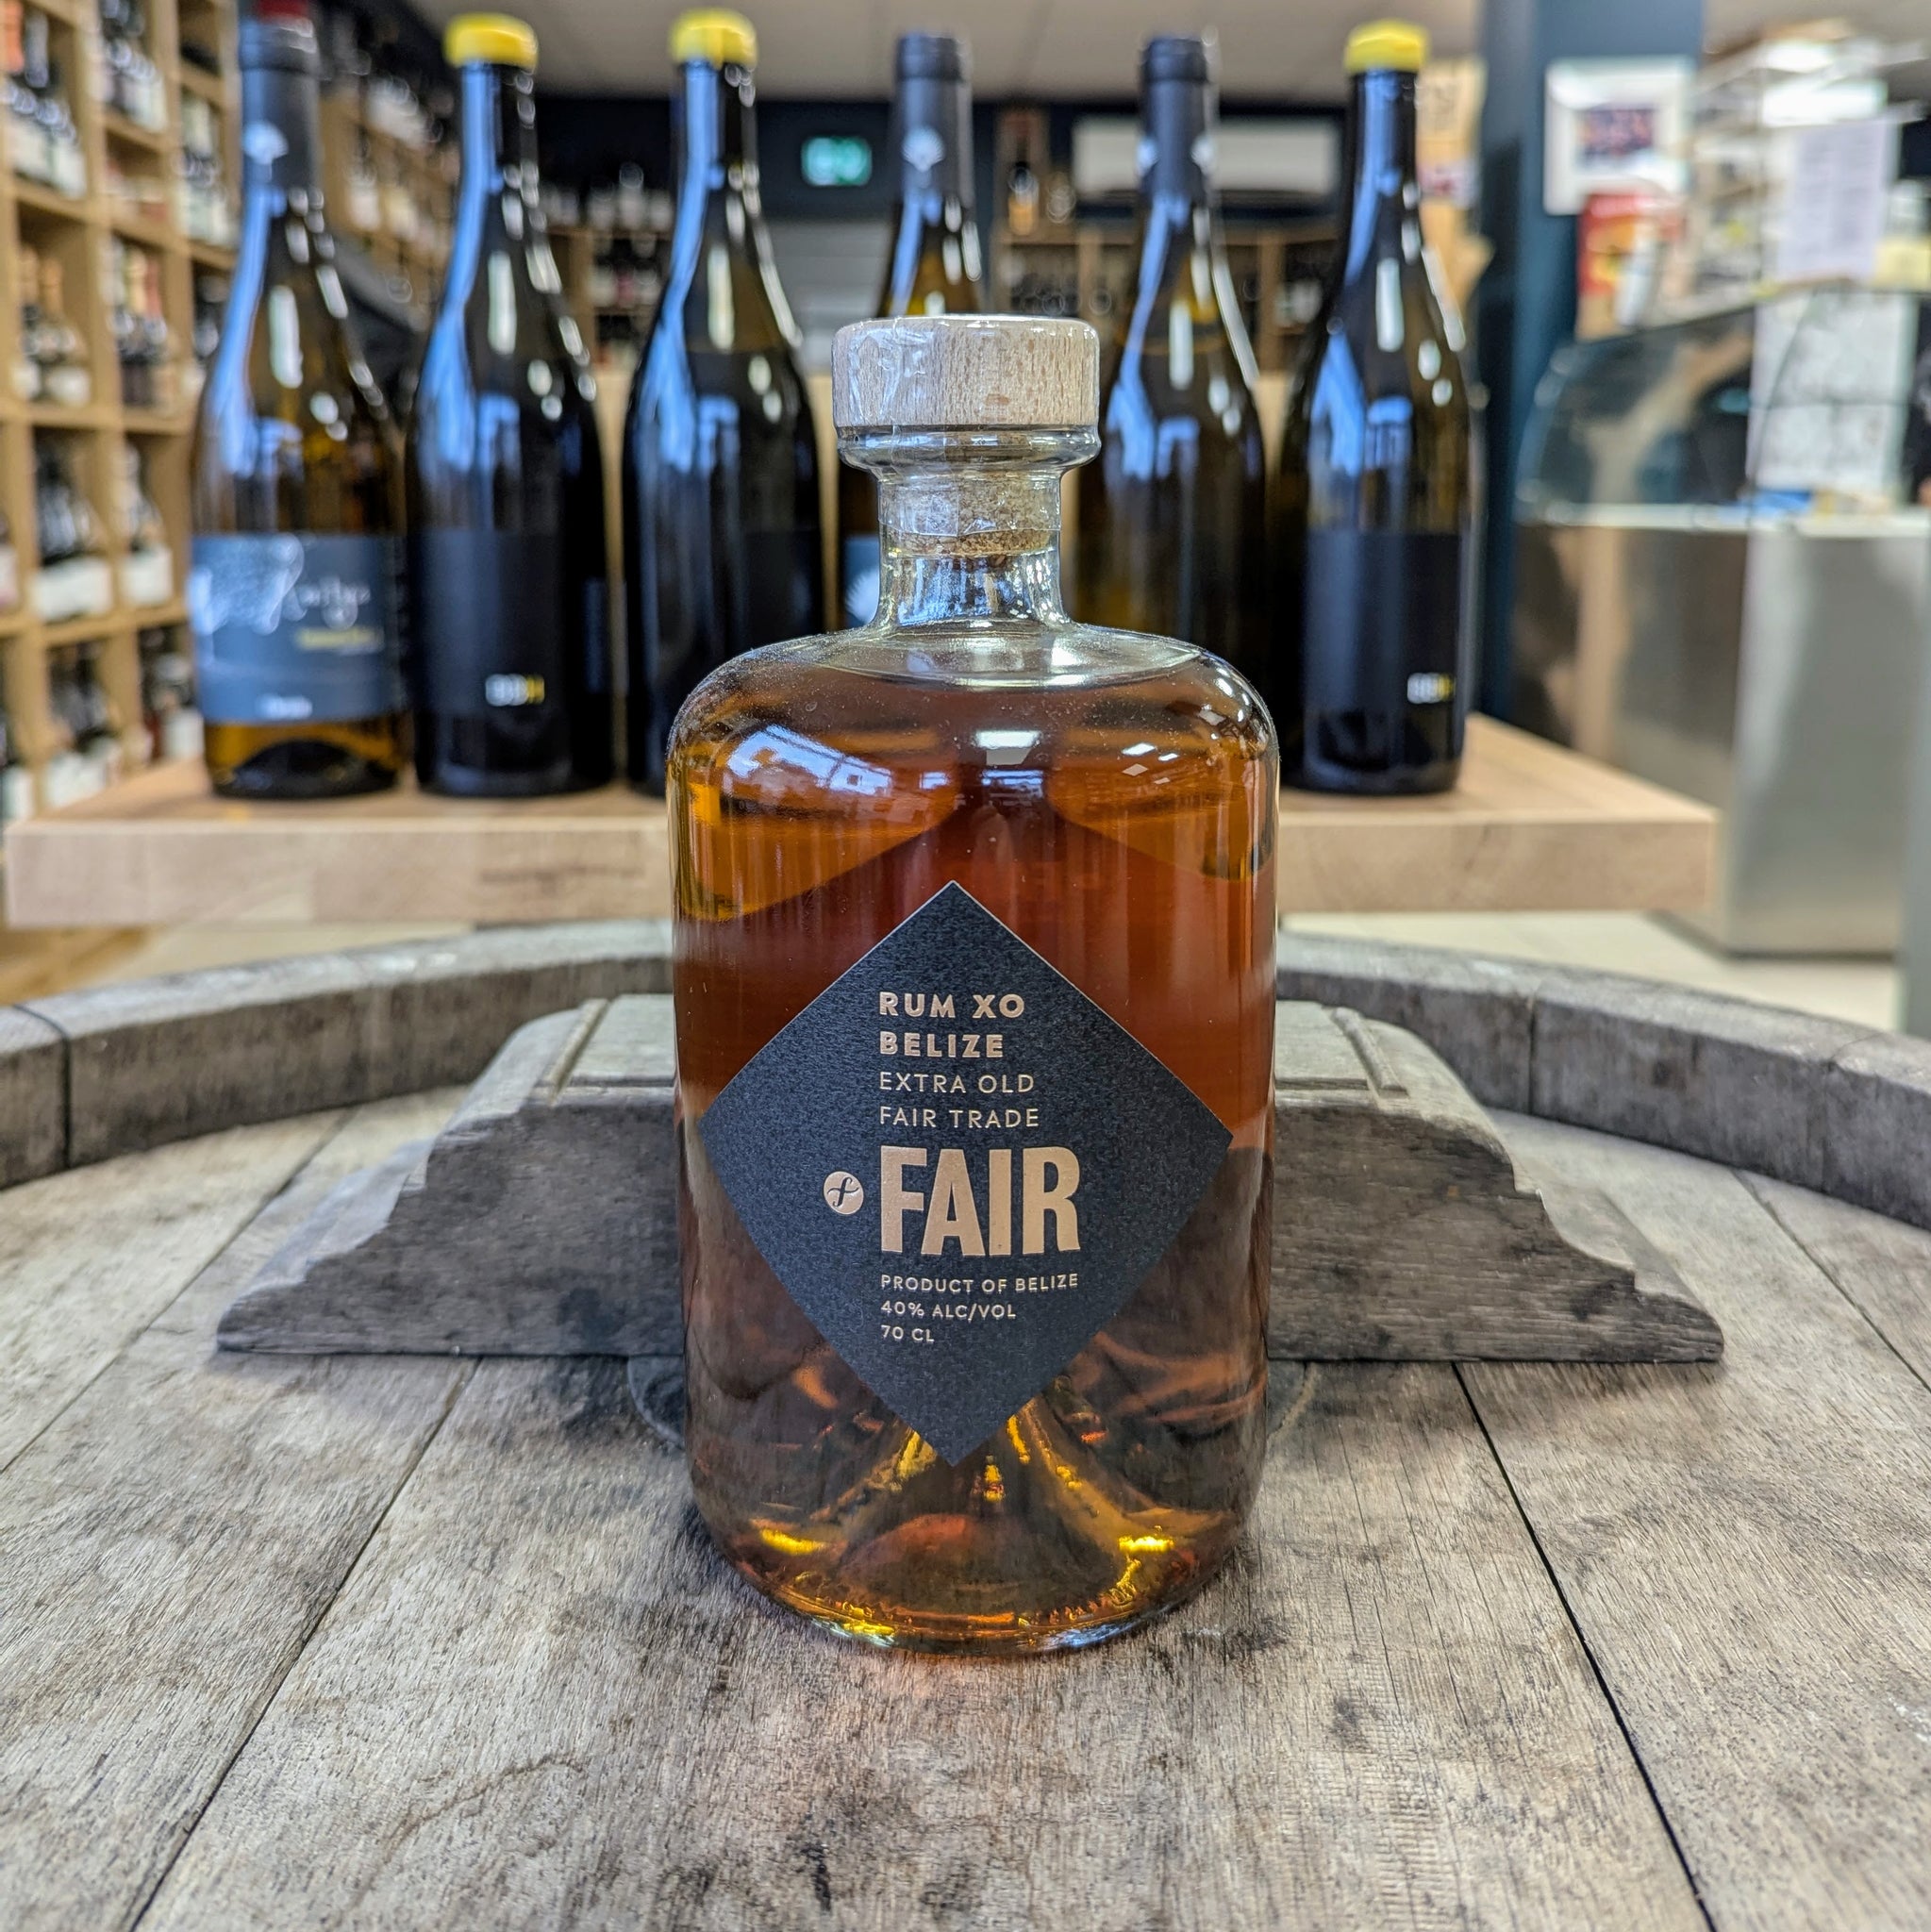 RUM XO
BELIZE
EXTRA OLD
FAIR TRADE
FAIR
PRODUCT OF BELIZE
40% ALC/VOL
70 CL